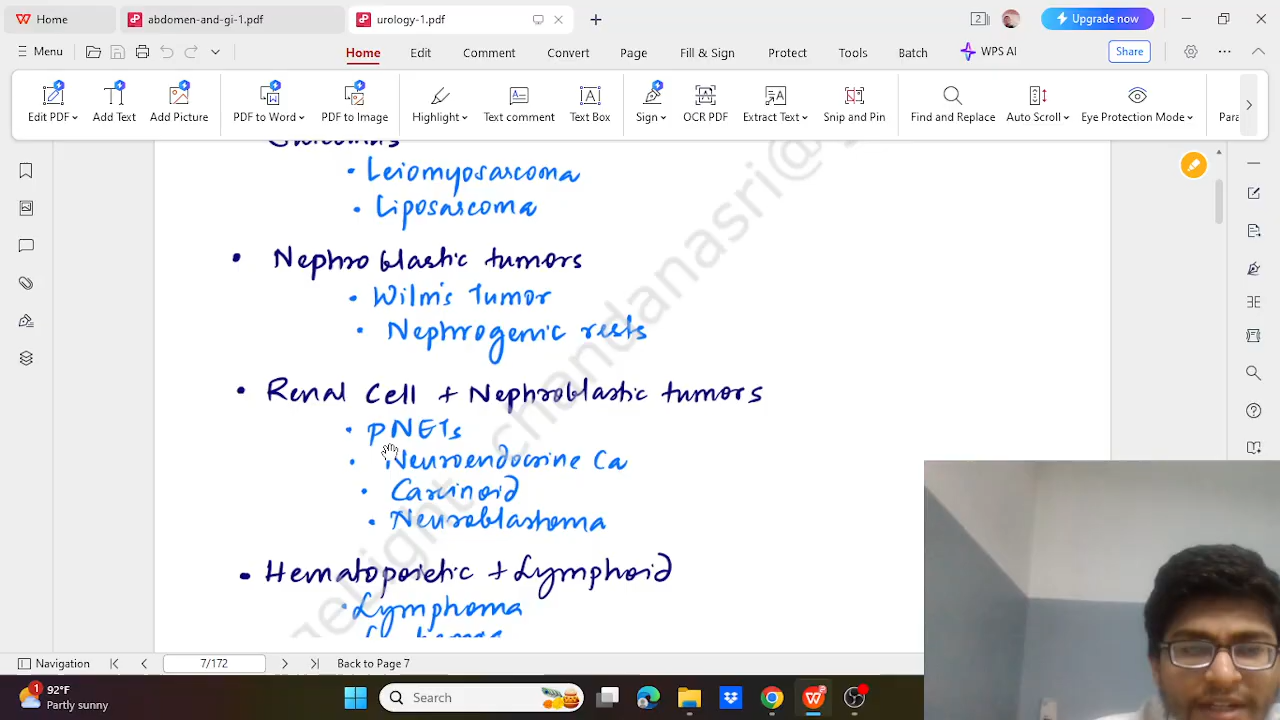 Home
abdomen-and-gi-1.pdf
urology-1.pdf
2
Upgrade now
Menu
Home
Edit
Comment
Convert
Page
Fill & Sign
Protect
Tools
Batch
WPS AI
Share
Edit PDF
Add Text
Add Picture
PDF to Word
PDF to Image
Highlight
Text comment
Text Box
Sign
OCR PDF
Extract Text
Snip and Pin
Find and Replace
Auto Scroll
Eye Protection Mode
Para
• Leiomyosarcoma
• Liposarcoma
• Nephroblastic tumors
• Wilm's Tumor
• Nephrogenic rests
• Renal Cell + Nephroblastic tumors
• pNETs
• Neuroendocrine Ca
• Carcinoid
• Neuroblastoma
• Hematopoietic + Lymphoid
• Lymphoma
chandanasri@
Navigation
7/172
Back to Page 7
1
92°F
Partly sunny
Search